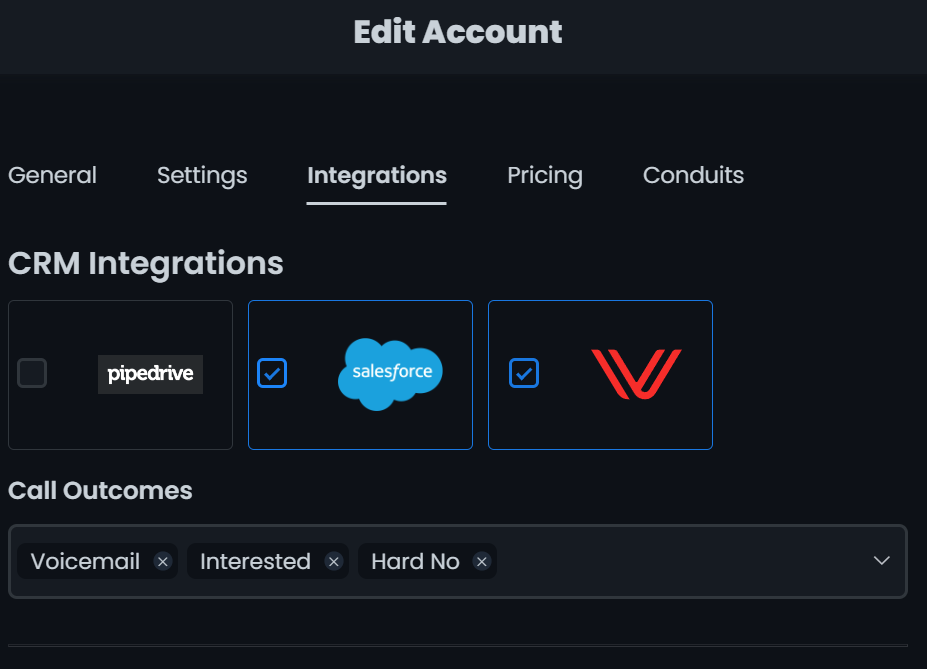 Edit Account
General Settings Integrations Pricing Conduits
CRM Integrations
pipedrive salesforce
Call Outcomes
Voicemail Interested Hard No